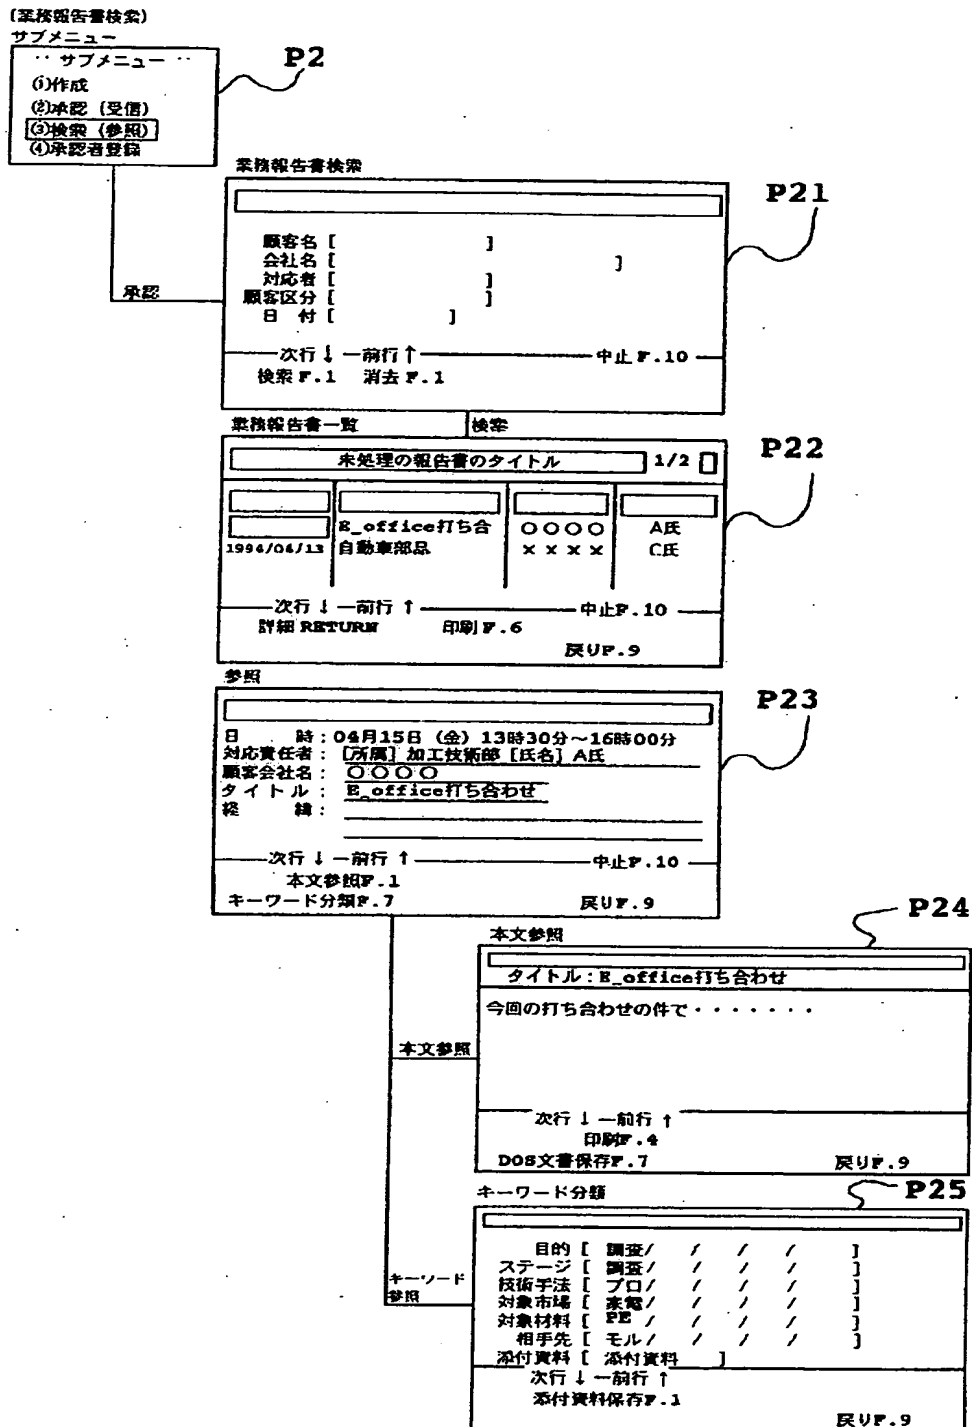 (業務報告書検索)
サブメニュー
‥ サブメニュー ‥
P2
(1)作成
(2)承認 (受信)
(3)検索 (参照)
(4)承認者登録
業務報告書検索
P21
顧客名 [ ]
会社名 [ ]
対応者 [ ]
顧客区分 [ ]
日 付 [ ]
承認
次行↓ー前行↑ 中止F.10
検索F.1 消去F.1
業務報告書一覧 検索
P22
未処理の報告書のタイトル 1/2
E_office打ち合 ○○○○ A氏
1994/04/13 自動車部品 ×××× C氏
次行↓ー前行↑ 中止F.10
詳細RETURN 印刷F.6
戻りF.9
参照
P23
日 時:04月15日 (金) 13時30分~16時00分
対応責任者: [所属] 加工技術部 [氏名] A氏
顧客会社名: ○○○○
タイトル: E_office打ち合わせ
経 緯:
次行↓ー前行↑ 中止F.10
本文参照F.1
キーワード分類F.7 戻りF.9
P24
本文参照
タイトル:E_office打ち合わせ
今回の打ち合わせの件で・・・・・・・
本文参照
次行↓ー前行↑
印刷F.4
DOS文書保存F.7 戻りF.9
キーワード分類
P25
目的 [ 調査/ / / / ]
ステージ [ 調査/ / / / ]
技術手法 [ プロ/ / / / ]
キーワード
参照
対象市場 [ 家電/ / / / ]
対象材料 [ PE / / / / ]
相手先 [ モル/ / / / ]
添付資料 [ 添付資料 ]
次行↓ー前行↑
添付資料保存F.1
戻りF.9